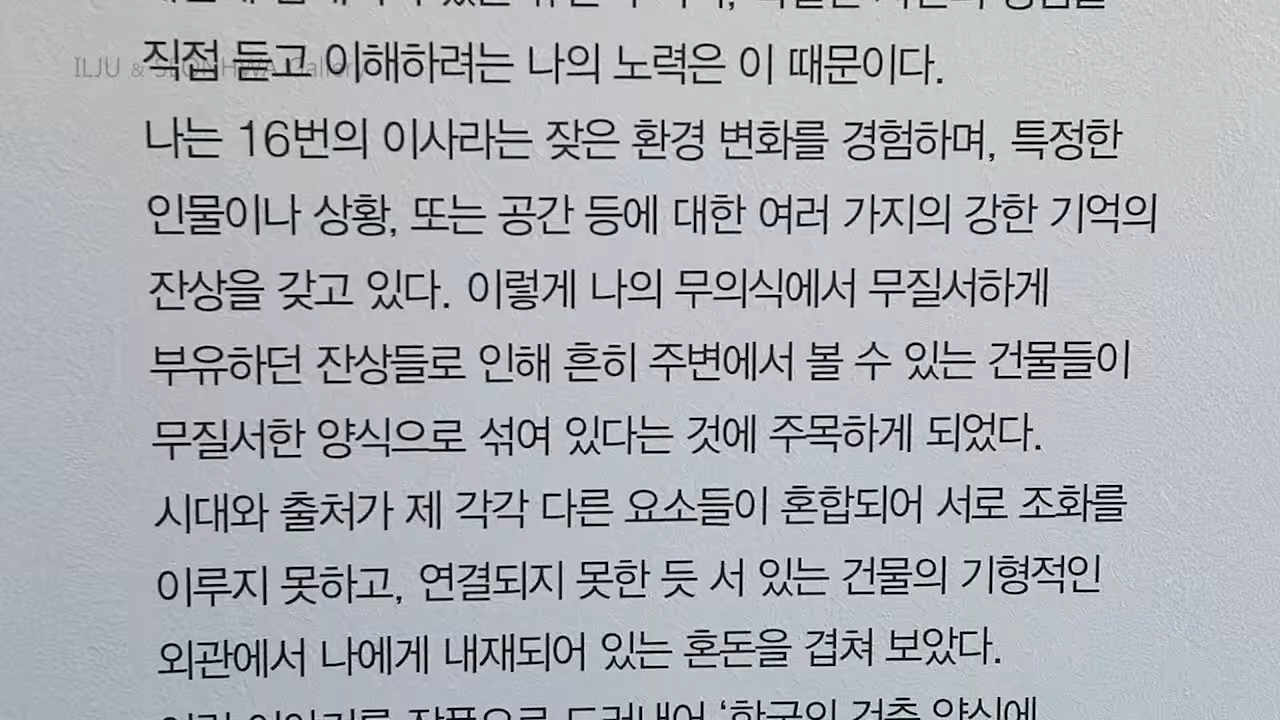 ILJU & SEONHWA Gallery
직접 듣고 이해하려는 나의 노력은 이 때문이다.
나는 16번의 이사라는 잦은 환경 변화를 경험하며, 특정한
인물이나 상황, 또는 공간 등에 대한 여러 가지의 강한 기억의
잔상을 갖고 있다. 이렇게 나의 무의식에서 무질서하게
부유하던 잔상들로 인해 흔히 주변에서 볼 수 있는 건물들이
무질서한 양식으로 섞여 있다는 것에 주목하게 되었다.
시대와 출처가 제 각각 다른 요소들이 혼합되어 서로 조화를
이루지 못하고, 연결되지 못한 듯 서 있는 건물의 기형적인
외관에서 나에게 내재되어 있는 혼돈을 겹쳐 보았다.